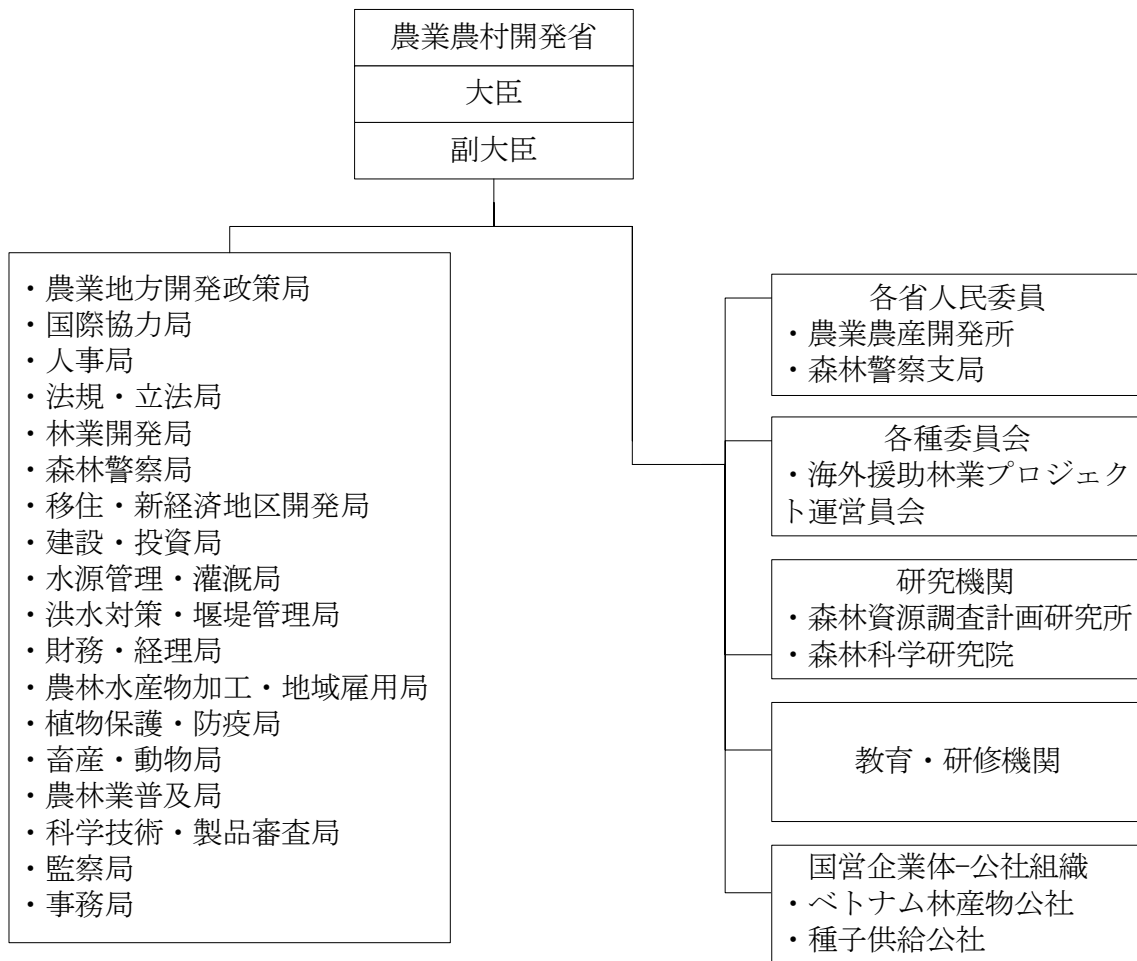 農業農村開発省
大臣
副大臣
・農業地方開発政策局
・国際協力局
・人事局
・法規・立法局
・林業開発局
・森林警察局
・移住・新経済地区開発局
・建設・投資局
・水源管理・灌漑局
・洪水対策・堰堤管理局
・財務・経理局
・農林水産物加工・地域雇用局
・植物保護・防疫局
・畜産・動物局
・農林業普及局
・科学技術・製品審査局
・監察局
・事務局
各省人民委員
・農業農産開発所
・森林警察支局
各種委員会
・海外援助林業プロジェク
ト運営員会
研究機関
・森林資源調査計画研究所
・森林科学研究院
教育・研修機関
国営企業体-公社組織
・ベトナム林産物公社
・種子供給公社